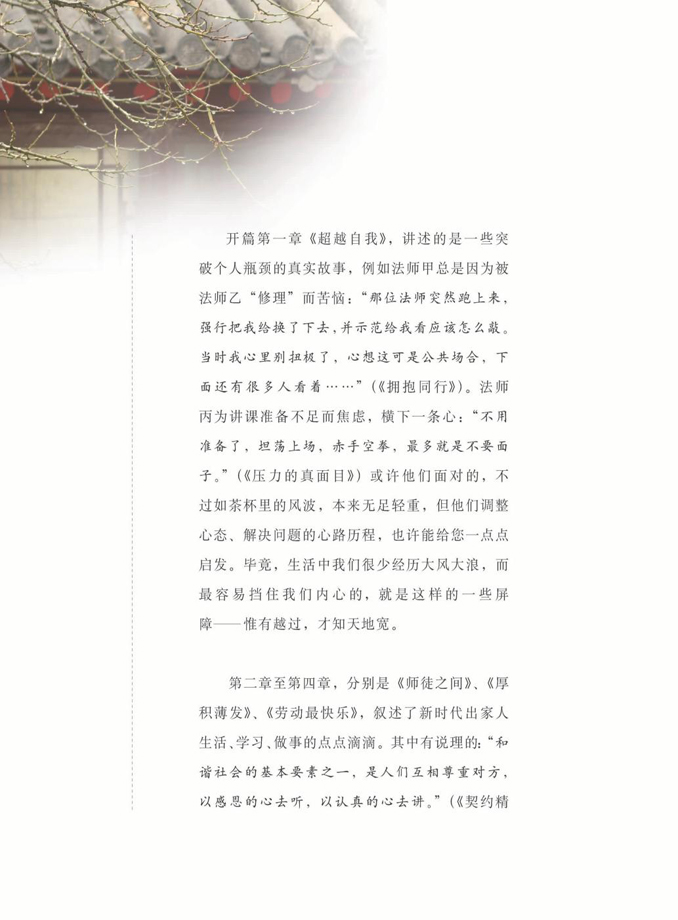 开篇第一章《超越自我》，讲述的是一些突
破个人瓶颈的真实故事，例如法师甲总是因为被
法师乙“修理”而苦恼：“那位法师突然跑上来，
强行把我给换了下去，并示范给我看应该怎么敲。
当时我心里别扭极了，心想这可是公共场合，下
面还有很多人看着……”（《拥抱同行》）。法师
丙为讲课准备不足而焦虑，横下一条心：“不用
准备了，坦荡上场，赤手空拳，最多就是不要面
子。”（《压力的真面目》）或许他们面对的，不
过如茶杯里的风波，本来无足轻重，但他们调整
心态、解决问题的心路历程，也许能给您一点点
启发。毕竟，生活中我们很少经历大风大浪，而
最容易挡住我们内心的，就是这样的一些屏
障——惟有越过，才知天地宽。
第二章至第四章，分别是《师徒之间》、《厚
积薄发》、《劳动最快乐》，叙述了新时代出家人
生活、学习、做事的点点滴滴。其中有说理的：“和
谐社会的基本要素之一，是人们互相尊重对方，
以感恩的心去听，以认真的心去讲。”（《契约精